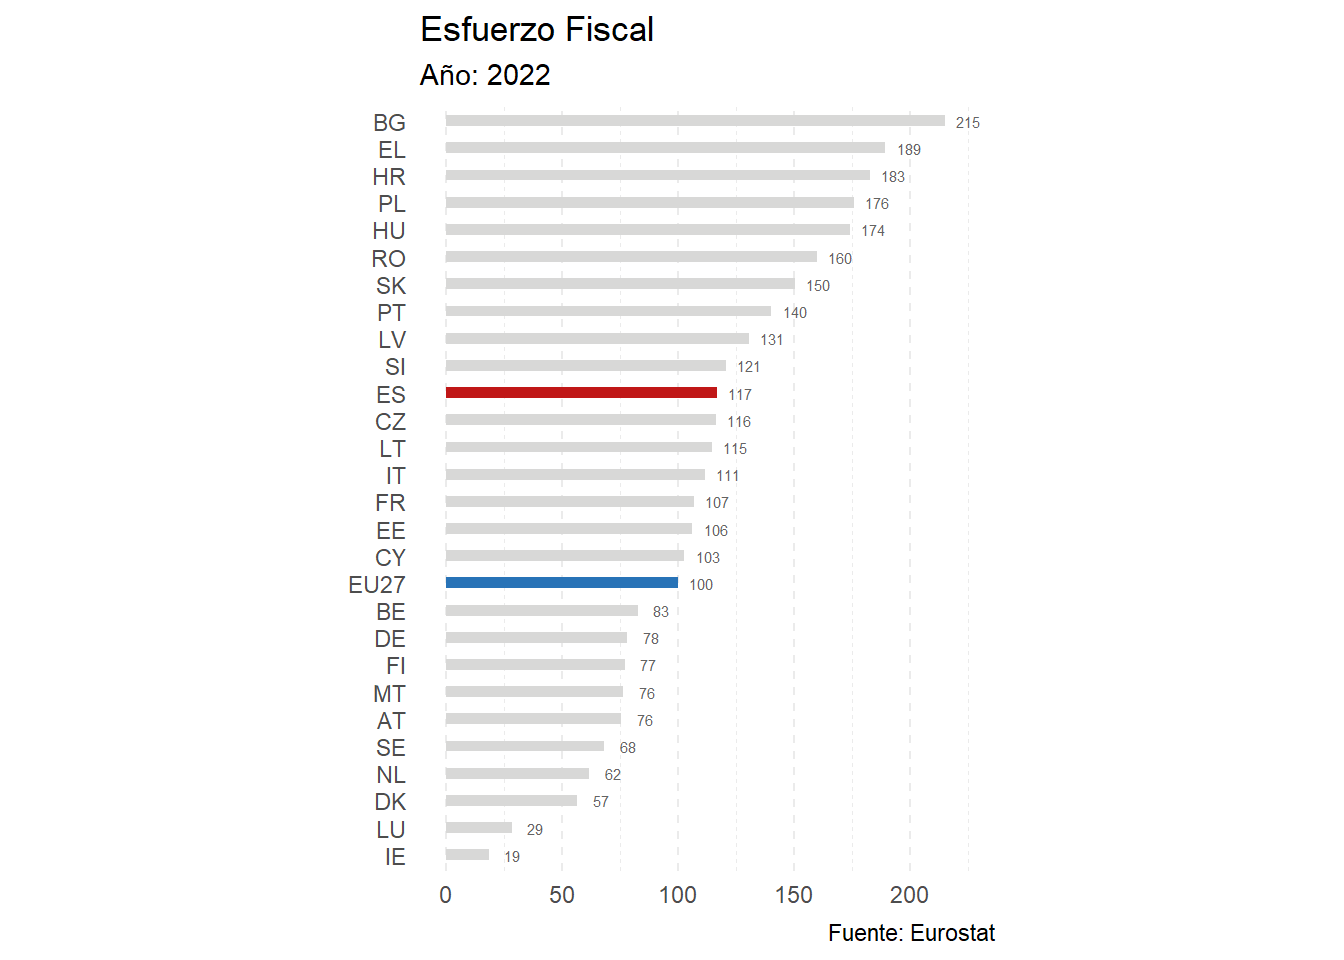 Esfuerzo Fiscal
Año: 2022
BG 215
EL 189
HR 183
PL 176
HU 174
RO 160
SK 150
PT 140
LV 131
SI 121
ES 117
CZ 116
LT 115
IT 111
FR 107
EE 106
CY 103
EU27 100
BE 83
DE 78
FI 77
MT 76
AT 76
SE 68
NL 62
DK 57
LU 29
IE 19
0 50 100 150 200
Fuente: Eurostat